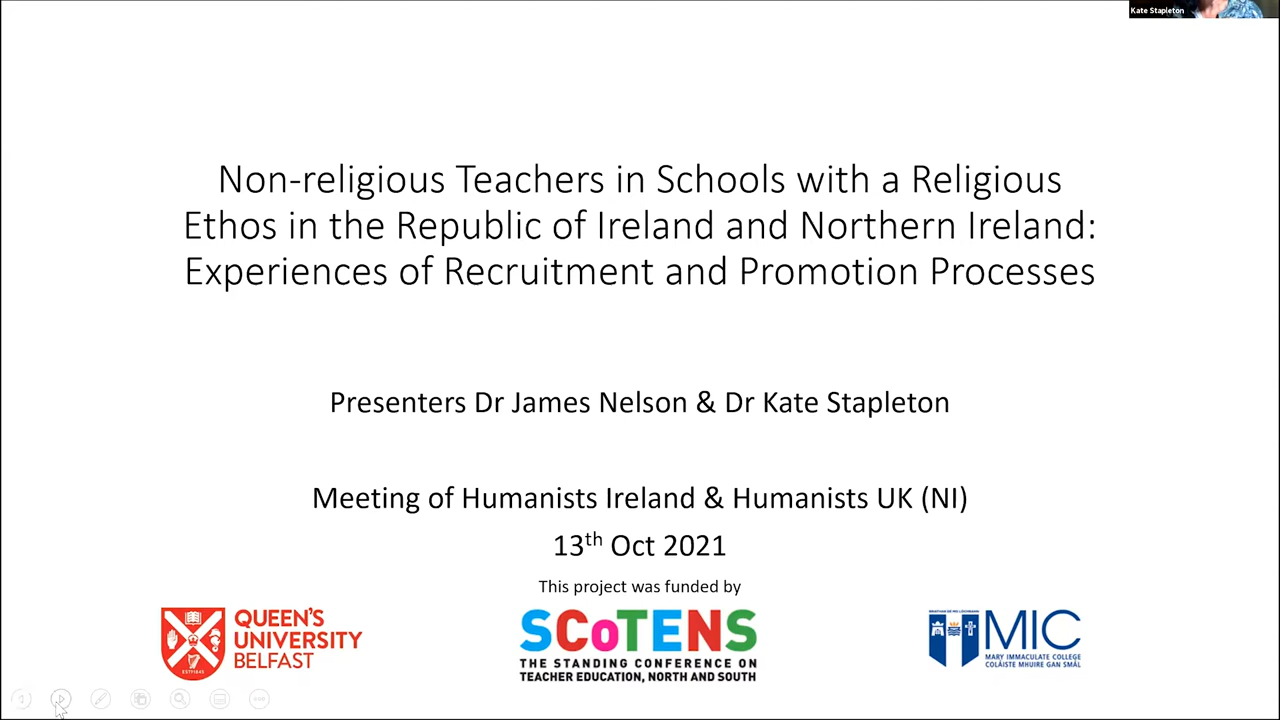 Kate Stapleton
Non-religious Teachers in Schools with a Religious
Ethos in the Republic of Ireland and Northern Ireland:
Experiences of Recruitment and Promotion Processes
Presenters Dr James Nelson & Dr Kate Stapleton
Meeting of Humanists Ireland & Humanists UK (NI)
13th Oct 2021
This project was funded by
QUEEN'S
UNIVERSITY
BELFAST
ESTD1845
SCoTENS
THE STANDING CONFERENCE ON
TEACHER EDUCATION, NORTH AND SOUTH
MIC
MARY IMMACULATE COLLEGE
COLÁISTE MHUIRE GAN SMÁL